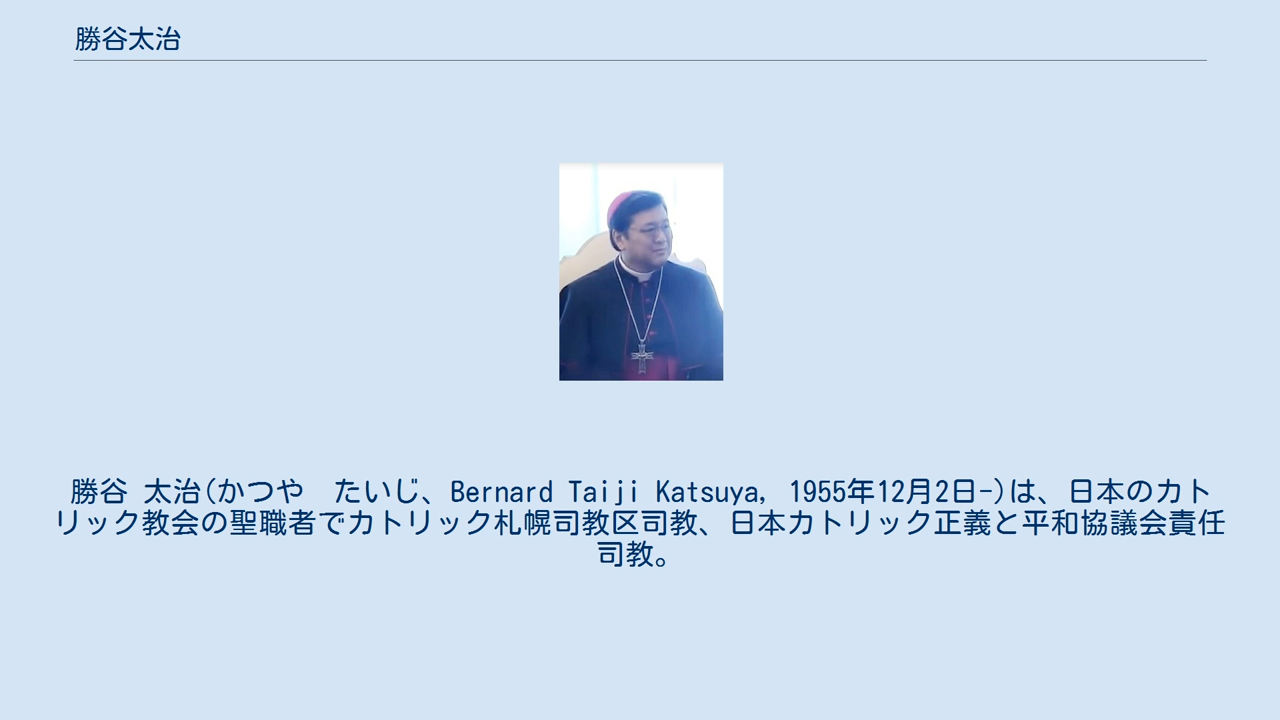 勝谷太治
勝谷 太治(かつや　たいじ、Bernard Taiji Katsuya, 1955年12月2日-)は、日本のカト
リック教会の聖職者でカトリック札幌司教区司教、日本カトリック正義と平和協議会責任
司教。